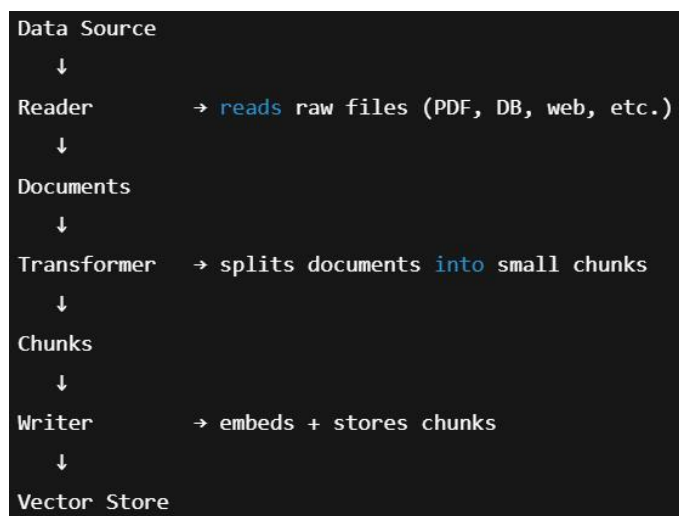 Data Source
↓
Reader → reads raw files (PDF, DB, web, etc.)
↓
Documents
↓
Transformer → splits documents into small chunks
↓
Chunks
↓
Writer → embeds + stores chunks
↓
Vector Store